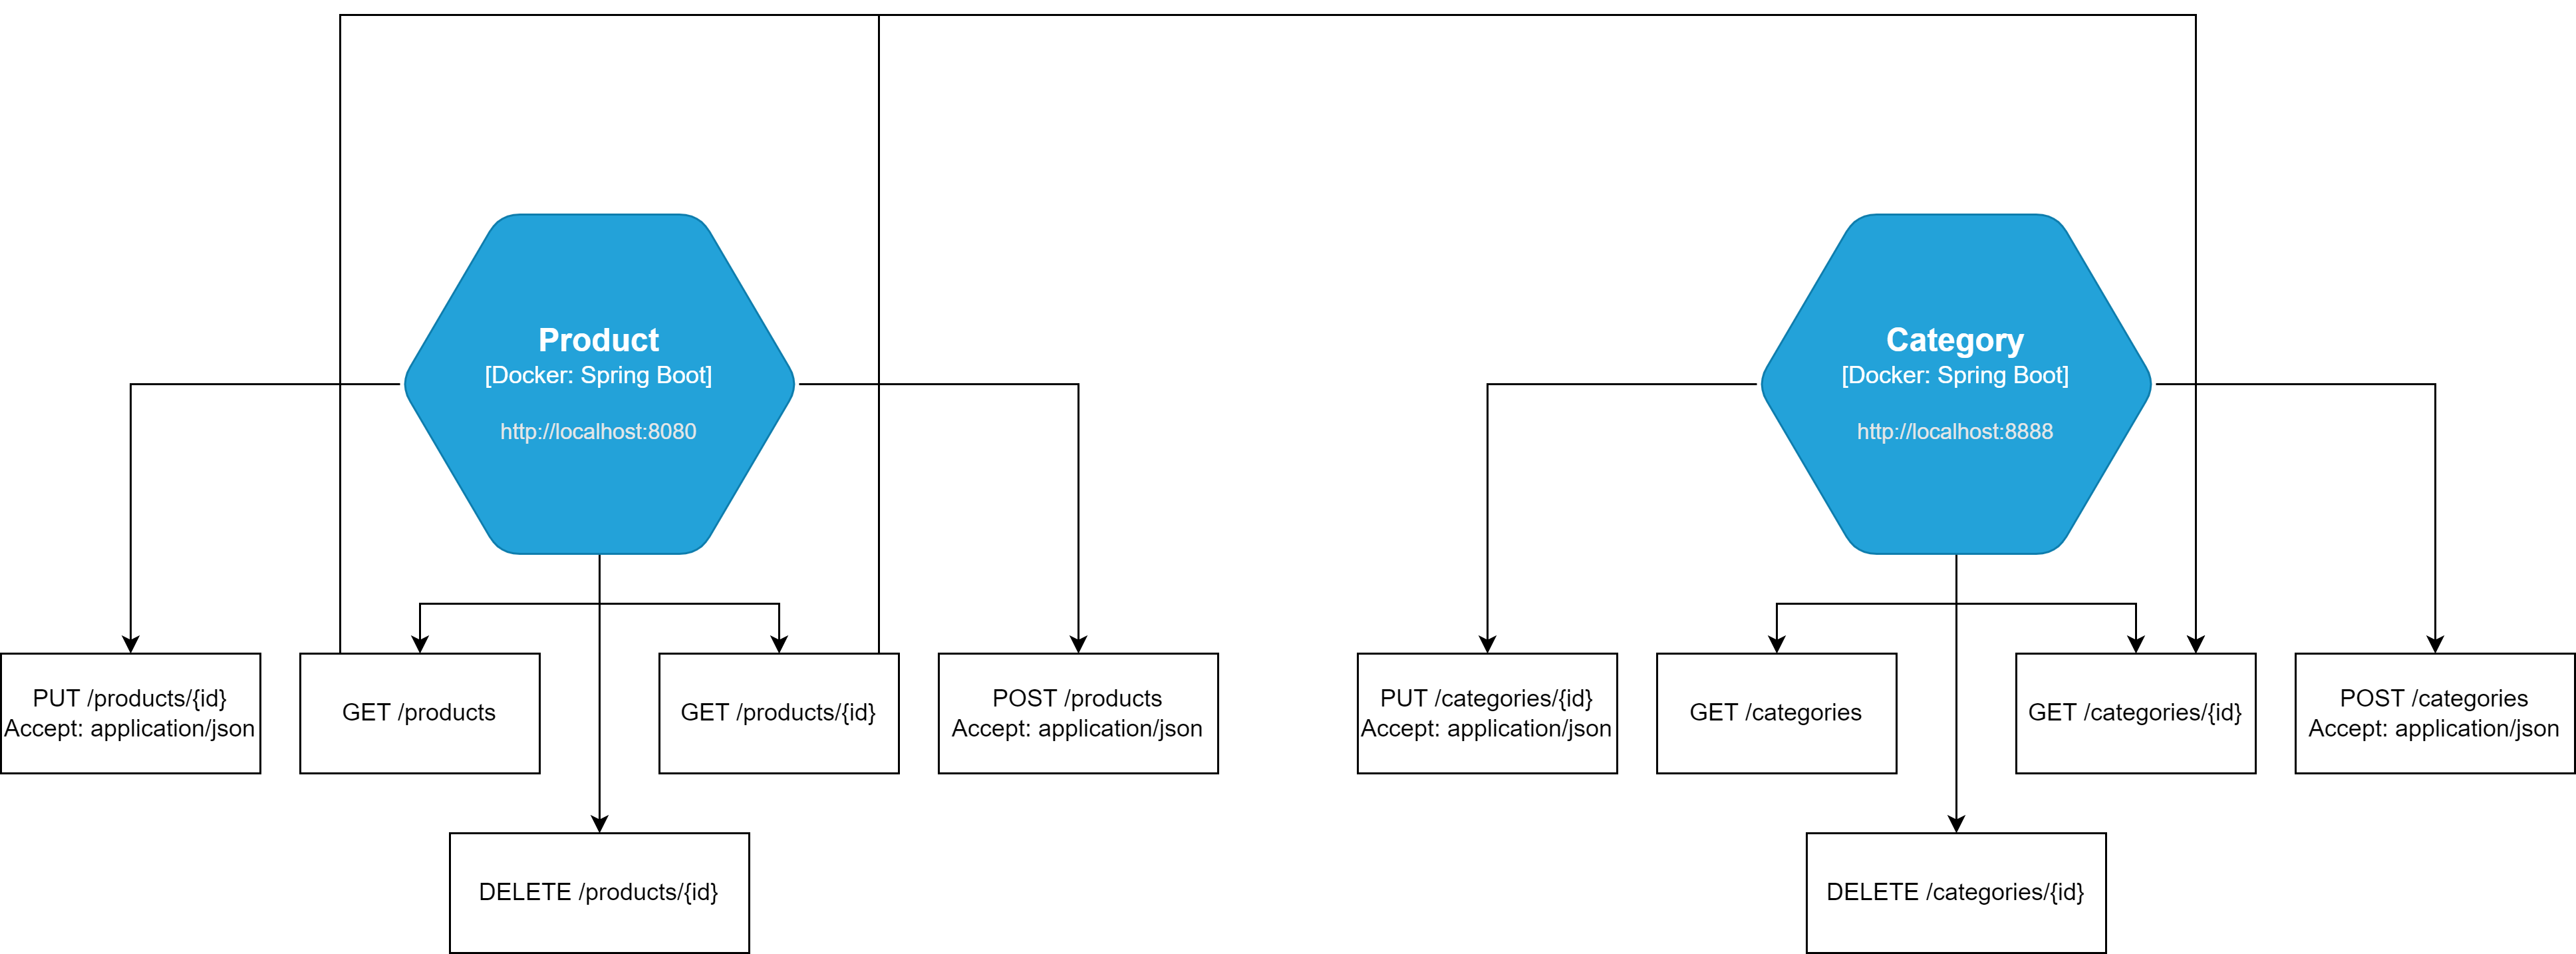 Product
[Docker: Spring Boot]
http://localhost:8080
Category
[Docker: Spring Boot]
http://localhost:8888
PUT /products/{id}
Accept: application/json
GET /products
GET /products/{id}
POST /products
Accept: application/json
PUT /categories/{id}
Accept: application/json
GET /categories
GET /categories/{id}
POST /categories
Accept: application/json
DELETE /products/{id}
DELETE /categories/{id}